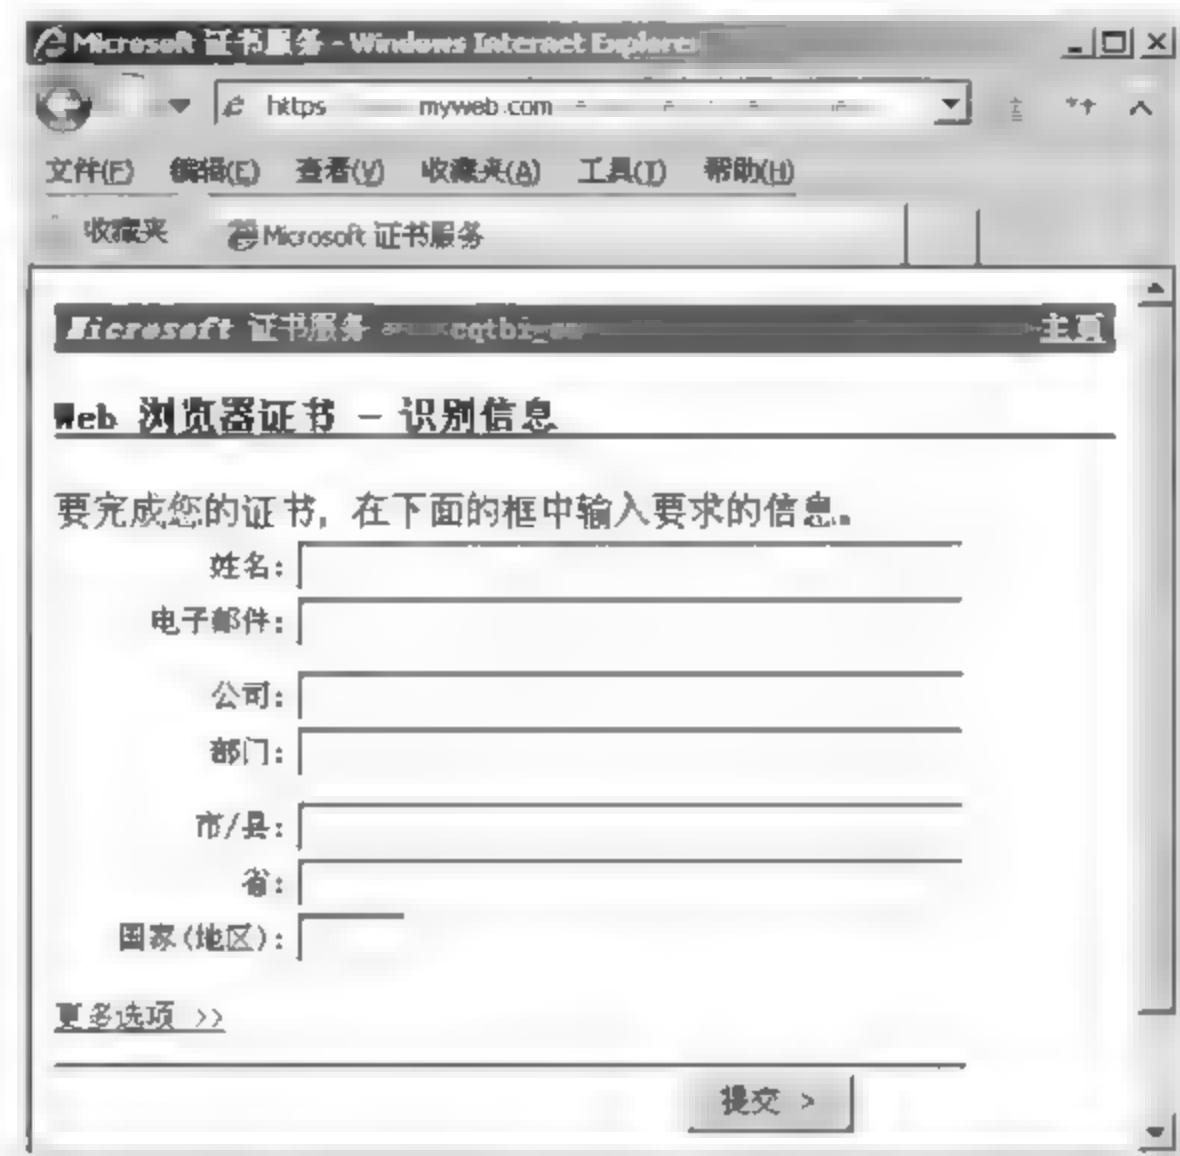 Microsoft 证书服务 - Windows Internet Explorer
https myweb.com
文件(F) 编辑(E) 查看(V) 收藏夹(A) 工具(T) 帮助(H)
收藏夹 Microsoft 证书服务
Microsoft 证书服务 主页
Web 浏览器证书 - 识别信息
要完成您的证书, 在下面的框中输入要求的信息。
姓名:
电子邮件:
公司:
部门:
市/县:
省:
国家(地区):
更多选项 >>
提交 >